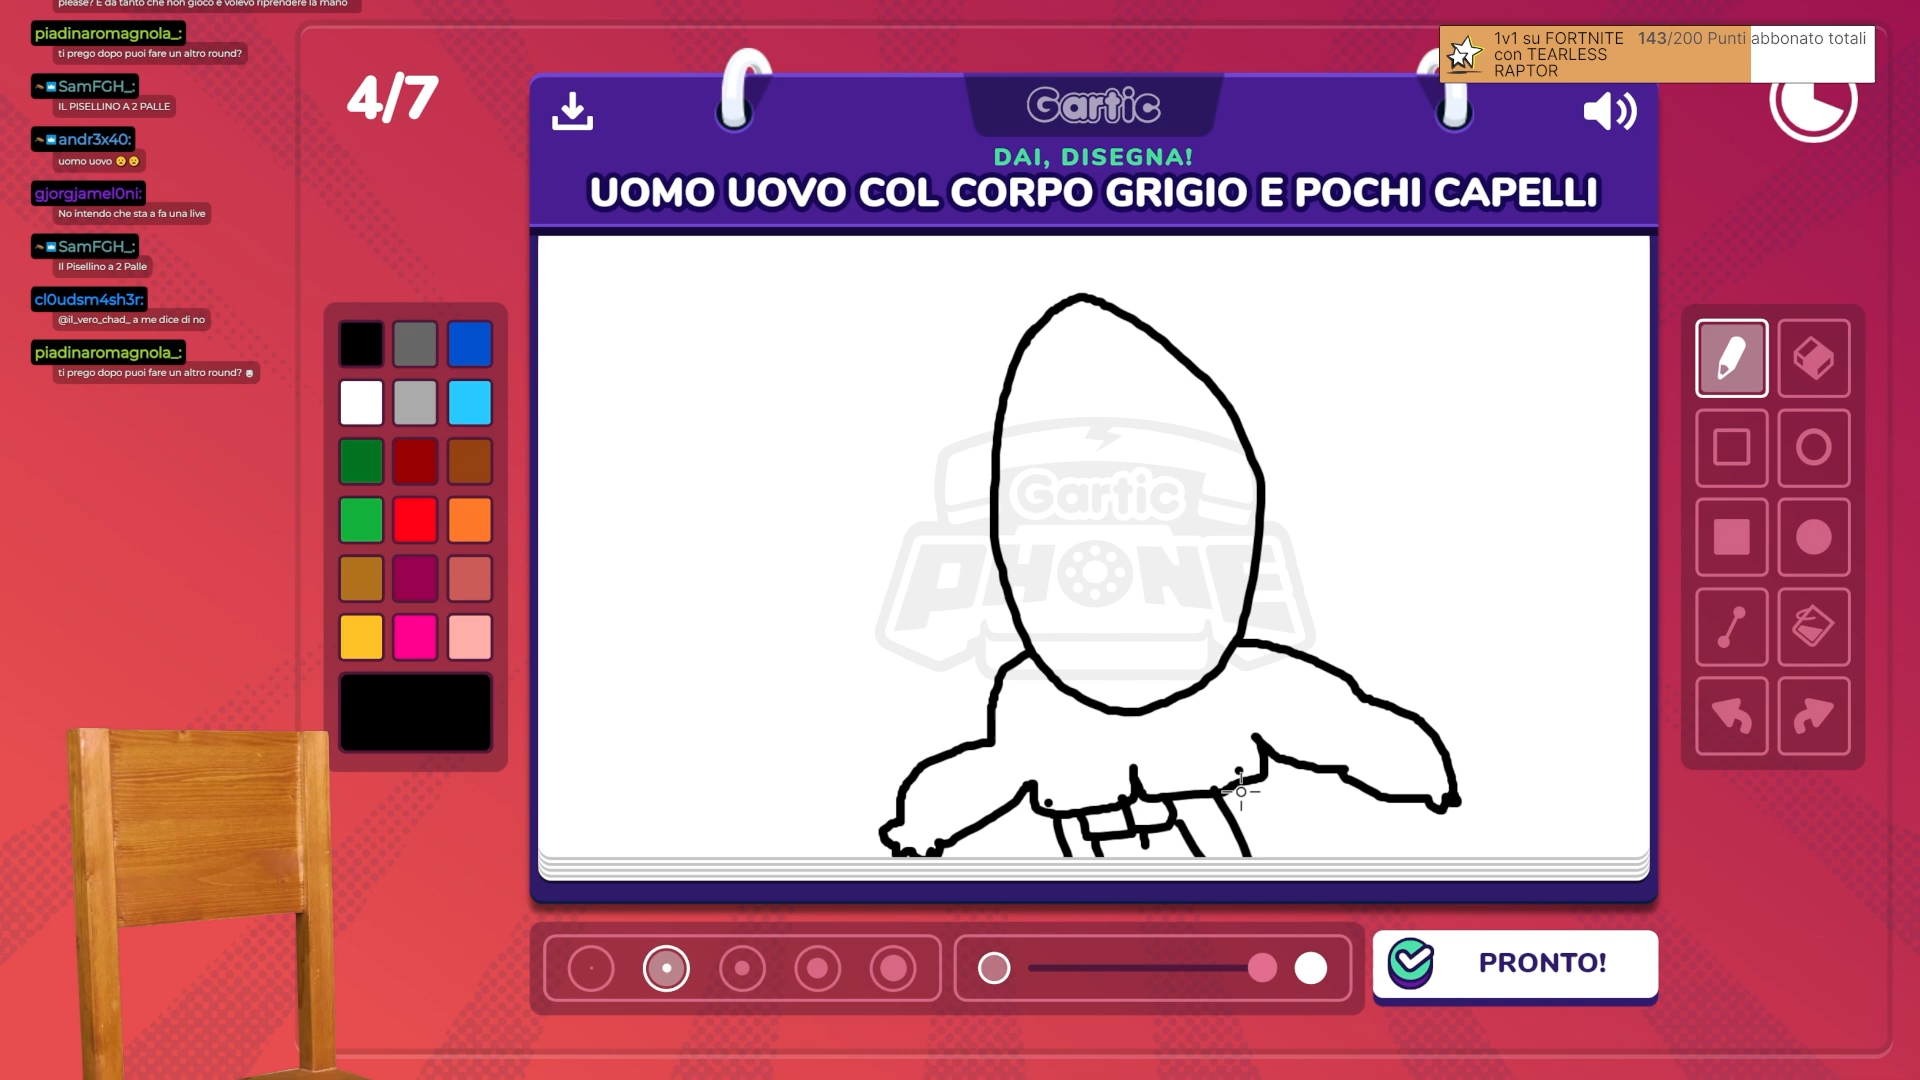 please? È da tanto che non gioco e volevo riprendere la mano
piadinaromagnola_:
ti prego dopo puoi fare un altro round?
SamFGH_:
IL PISELLINO A 2 PALLE
andr3x40:
uomo uovo 😮😮
gjorgjamel0ni:
No intendo che sta a fa una live
SamFGH_:
Il Pisellino a 2 Palle
cl0udsm4sh3r:
@il_vero_chad_ a me dice di no
piadinaromagnola_:
ti prego dopo puoi fare un altro round?
4/7
Gartic
DAI, DISEGNA!
UOMO UOVO COL CORPO GRIGIO E POCHI CAPELLI
1v1 su FORTNITE
con TEARLESS
RAPTOR
143/200 Punti abbonato totali
Gartic
PHONE
PRONTO!